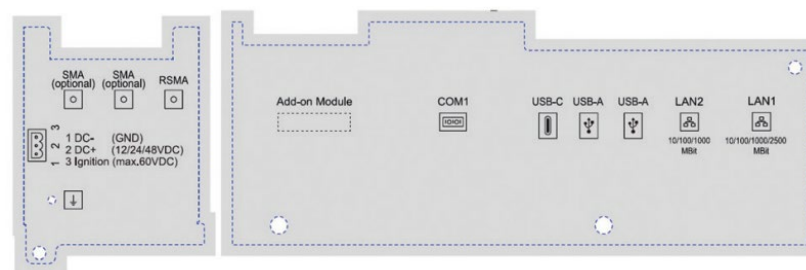 SMA
(optional)
SMA
(optional)
RSMA
3
2
1
1 DC- (GND)
2 DC+ (12/24/48VDC)
3 Ignition (max.60VDC)
Add-on Module
COM1
USB-C
USB-A
USB-A
LAN2
10/100/1000
MBit
LAN1
10/100/1000/2500
MBit